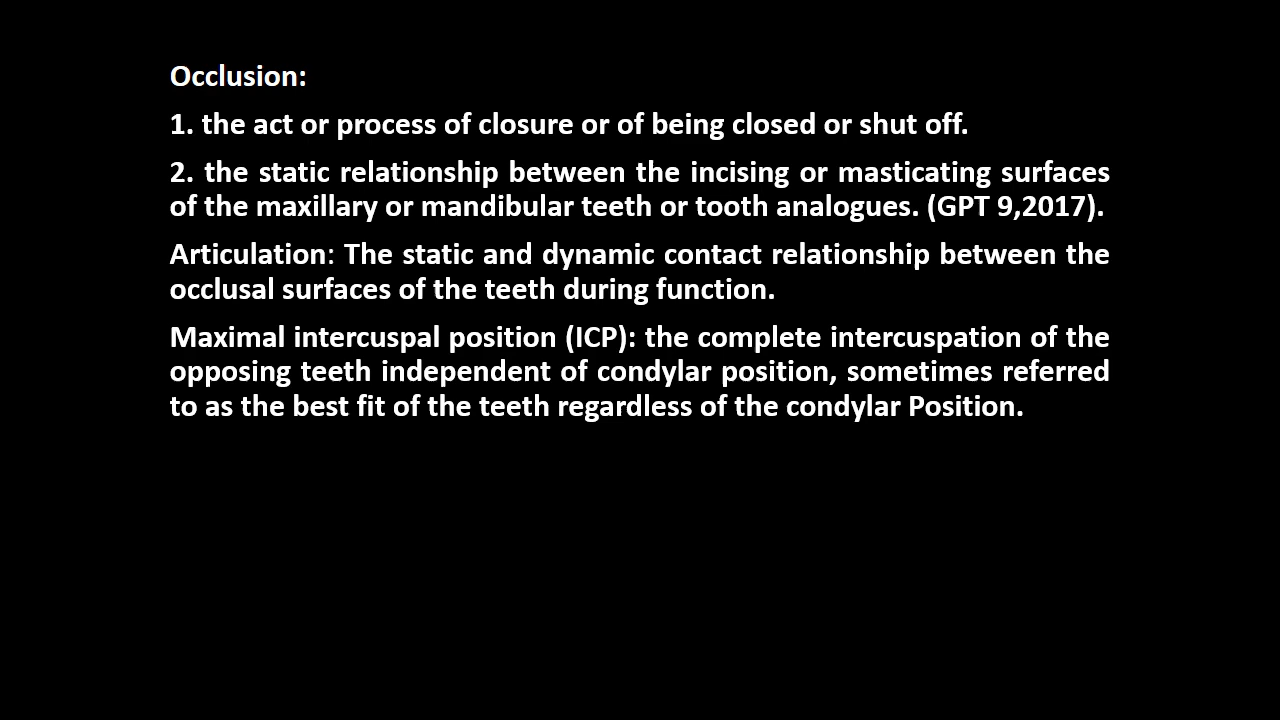 Occlusion:
1. the act or process of closure or of being closed or shut off.
2. the static relationship between the incising or masticating surfaces
of the maxillary or mandibular teeth or tooth analogues. (GPT 9,2017).
Articulation: The static and dynamic contact relationship between the
occlusal surfaces of the teeth during function.
Maximal intercuspal position (ICP): the complete intercuspation of the
opposing teeth independent of condylar position, sometimes referred
to as the best fit of the teeth regardless of the condylar Position.